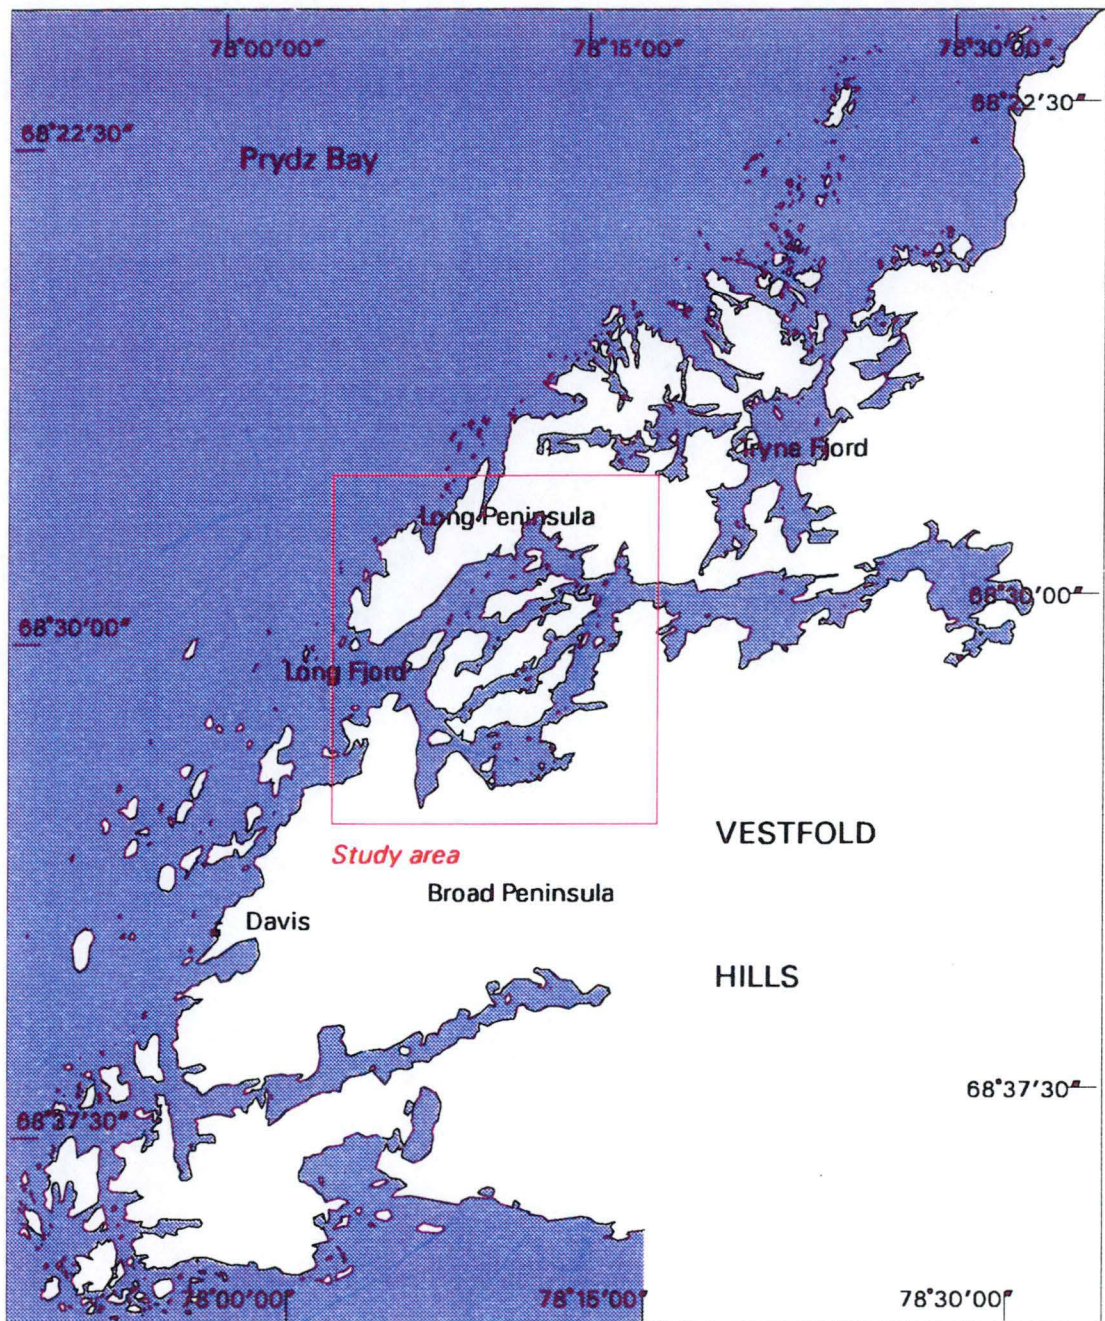 78°00'00" 78°15'00" 78°30'00"
68°22'30"
68°22'30"
Prydz Bay
Tryne Fjord
Long Peninsula
68°30'00"
68°30'00"
Long Fjord
VESTFOLD
Study area
Broad Peninsula
Davis
HILLS
68°37'30"
68°37'30"
78°00'00" 78°15'00" 78°30'00"